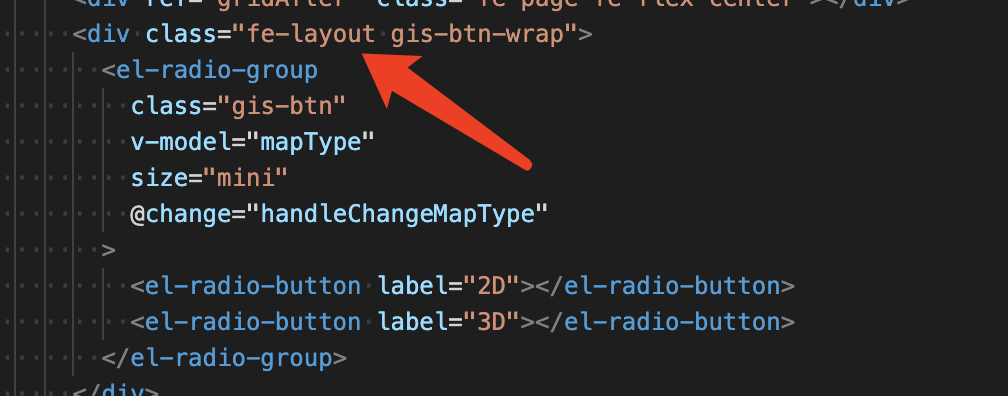 <div ref="gridAfter" class="fe-page fe-flex-center"></div>
<div class="fe-layout gis-btn-wrap">
<el-radio-group
class="gis-btn"
v-model="mapType"
size="mini"
@change="handleChangeMapType"
>
<el-radio-button label="2D"></el-radio-button>
<el-radio-button label="3D"></el-radio-button>
</el-radio-group>
</div>